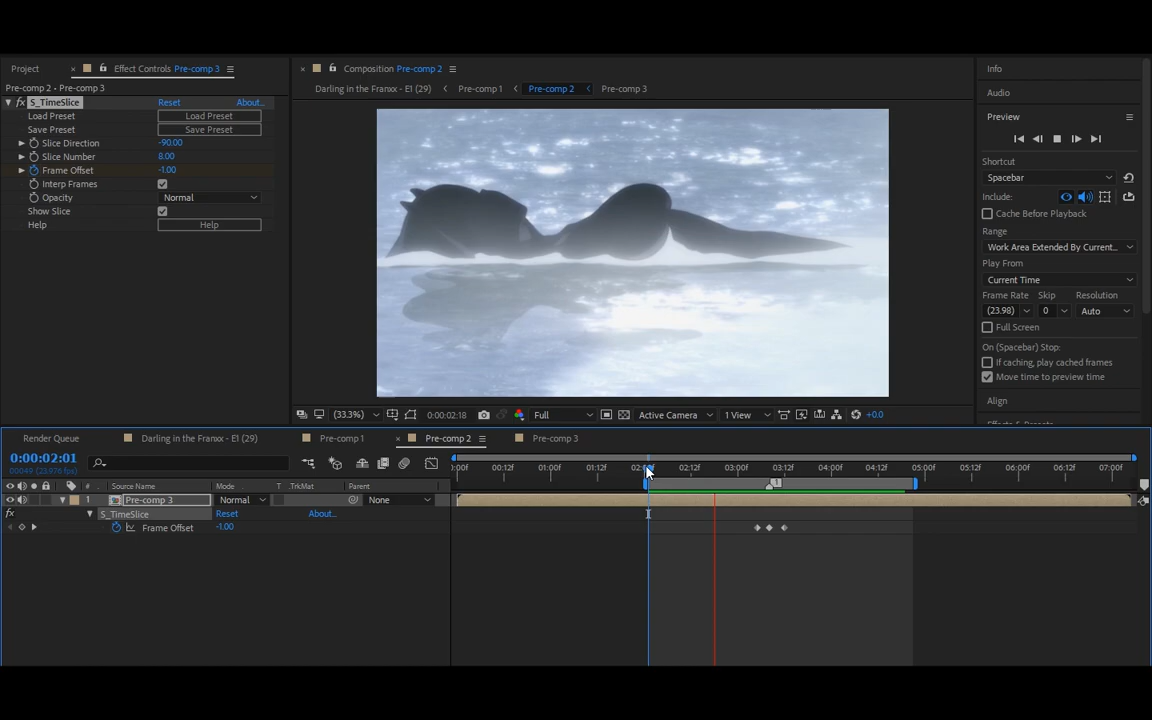 Project
× Effect Controls Pre-comp 3
Composition Pre-comp 2
Info
Pre-comp 2 • Pre-comp 3
Darling in the Franxx - E1 (29) Pre-comp 1 Pre-comp 2 Pre-comp 3
Audio
fx S_TimeSlice Reset About...
Load Preset Load Preset
Save Preset Save Preset
Slice Direction -90.00
Slice Number 8.00
Frame Offset -1.00
Interp Frames
Opacity Normal
Show Slice
Help Help
Preview
Shortcut
Spacebar
Include:
Cache Before Playback
Range
Work Area Extended By Current...
Play From
Current Time
Frame Rate Skip Resolution
(23.98) 0 Auto
Full Screen
On (Spacebar) Stop:
If caching, play cached frames
Move time to preview time
Align
(33.3%) 0:00:02:18 Full Active Camera 1 View +0.0
Render Queue Darling in the Franxx - E1 (29) Pre-comp 1 × Pre-comp 2 Pre-comp 3
0:00:02:01
00049 (23.976 fps)
:00f 00:12f 01:00f 01:12f 02:12f 03:00f 03:12f 04:00f 04:12f 05:00f 05:12f 06:00f 06:12f 07:00f
# Source Name Mode T .TrkMat Parent
1
1 Pre-comp 3 Normal None
fx S_TimeSlice Reset About...
Frame Offset -1.00